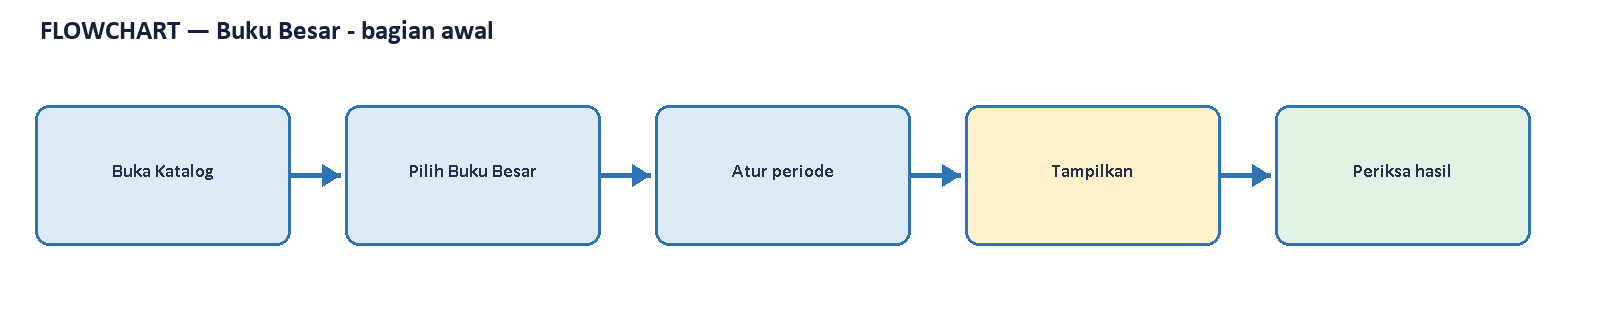 FLOWCHART — Buku Besar - bagian awal
Buka Katalog
Pilih Buku Besar
Atur periode
Tampilkan
Periksa hasil